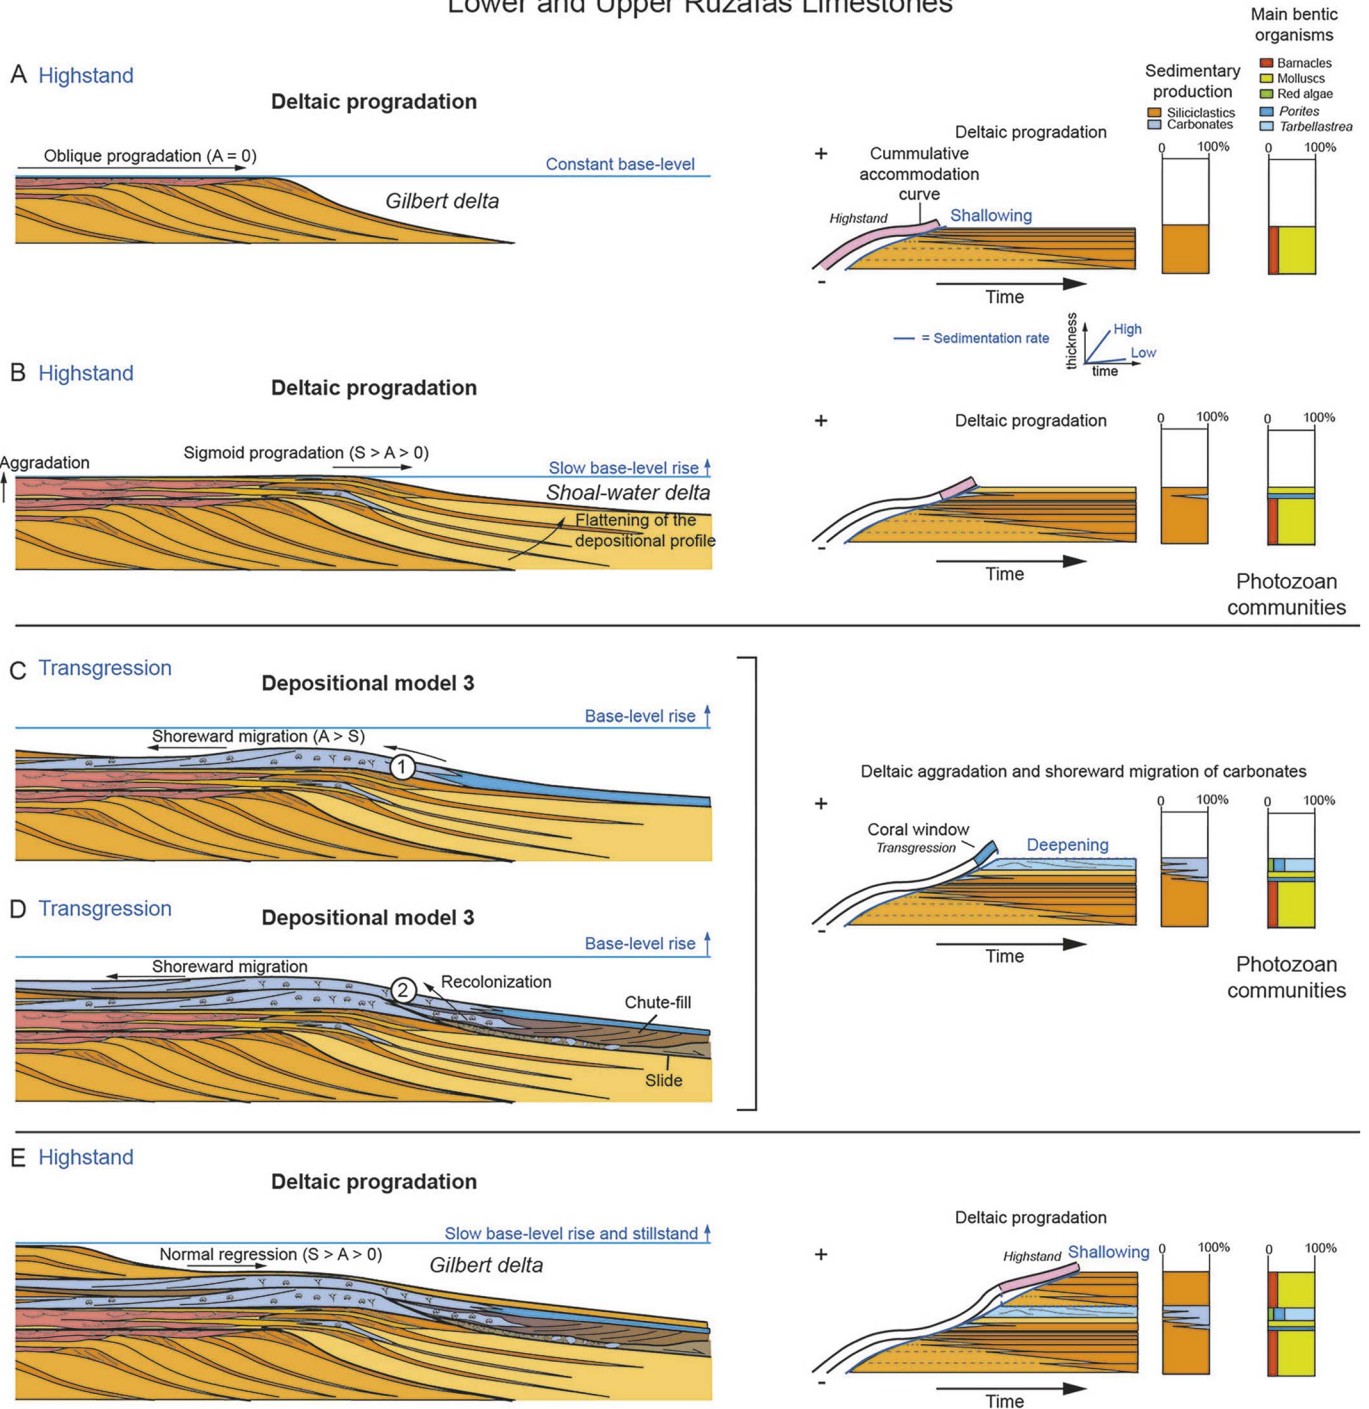 Lower and Upper Ruzafas Limestones
Main bentic
organisms
Barnacles
Molluscs
Red algae
Porites
Tarbellastrea
Sedimentary
production
Siliciclastics
Carbonates
0 100%
0 100%
A Highstand
Deltaic progradation
Oblique progradation (A = 0)
Constant base-level
Gilbert delta
Deltaic progradation
+
Cummulative
accommodation
curve
Highstand
Shallowing
-
Time
= Sedimentation rate
thickness
High
Low
time
B Highstand
Deltaic progradation
Aggradation
Sigmoid progradation (S > A > 0)
Slow base-level rise
Shoal-water delta
Flattening of the
depositional profile
+
Deltaic progradation
0 100%
0 100%
-
Time
Photozoan
communities
C Transgression
Depositional model 3
Base-level rise
Shoreward migration (A > S)
1
D Transgression
Depositional model 3
Base-level rise
Shoreward migration
2
Recolonization
Chute-fill
Slide
Deltaic aggradation and shoreward migration of carbonates
+
0 100%
0 100%
Coral window
Transgression
Deepening
-
Time
Photozoan
communities
E Highstand
Deltaic progradation
Slow base-level rise and stillstand
Normal regression (S > A > 0)
Gilbert delta
Deltaic progradation
+
Highstand
Shallowing
0 100%
0 100%
-
Time